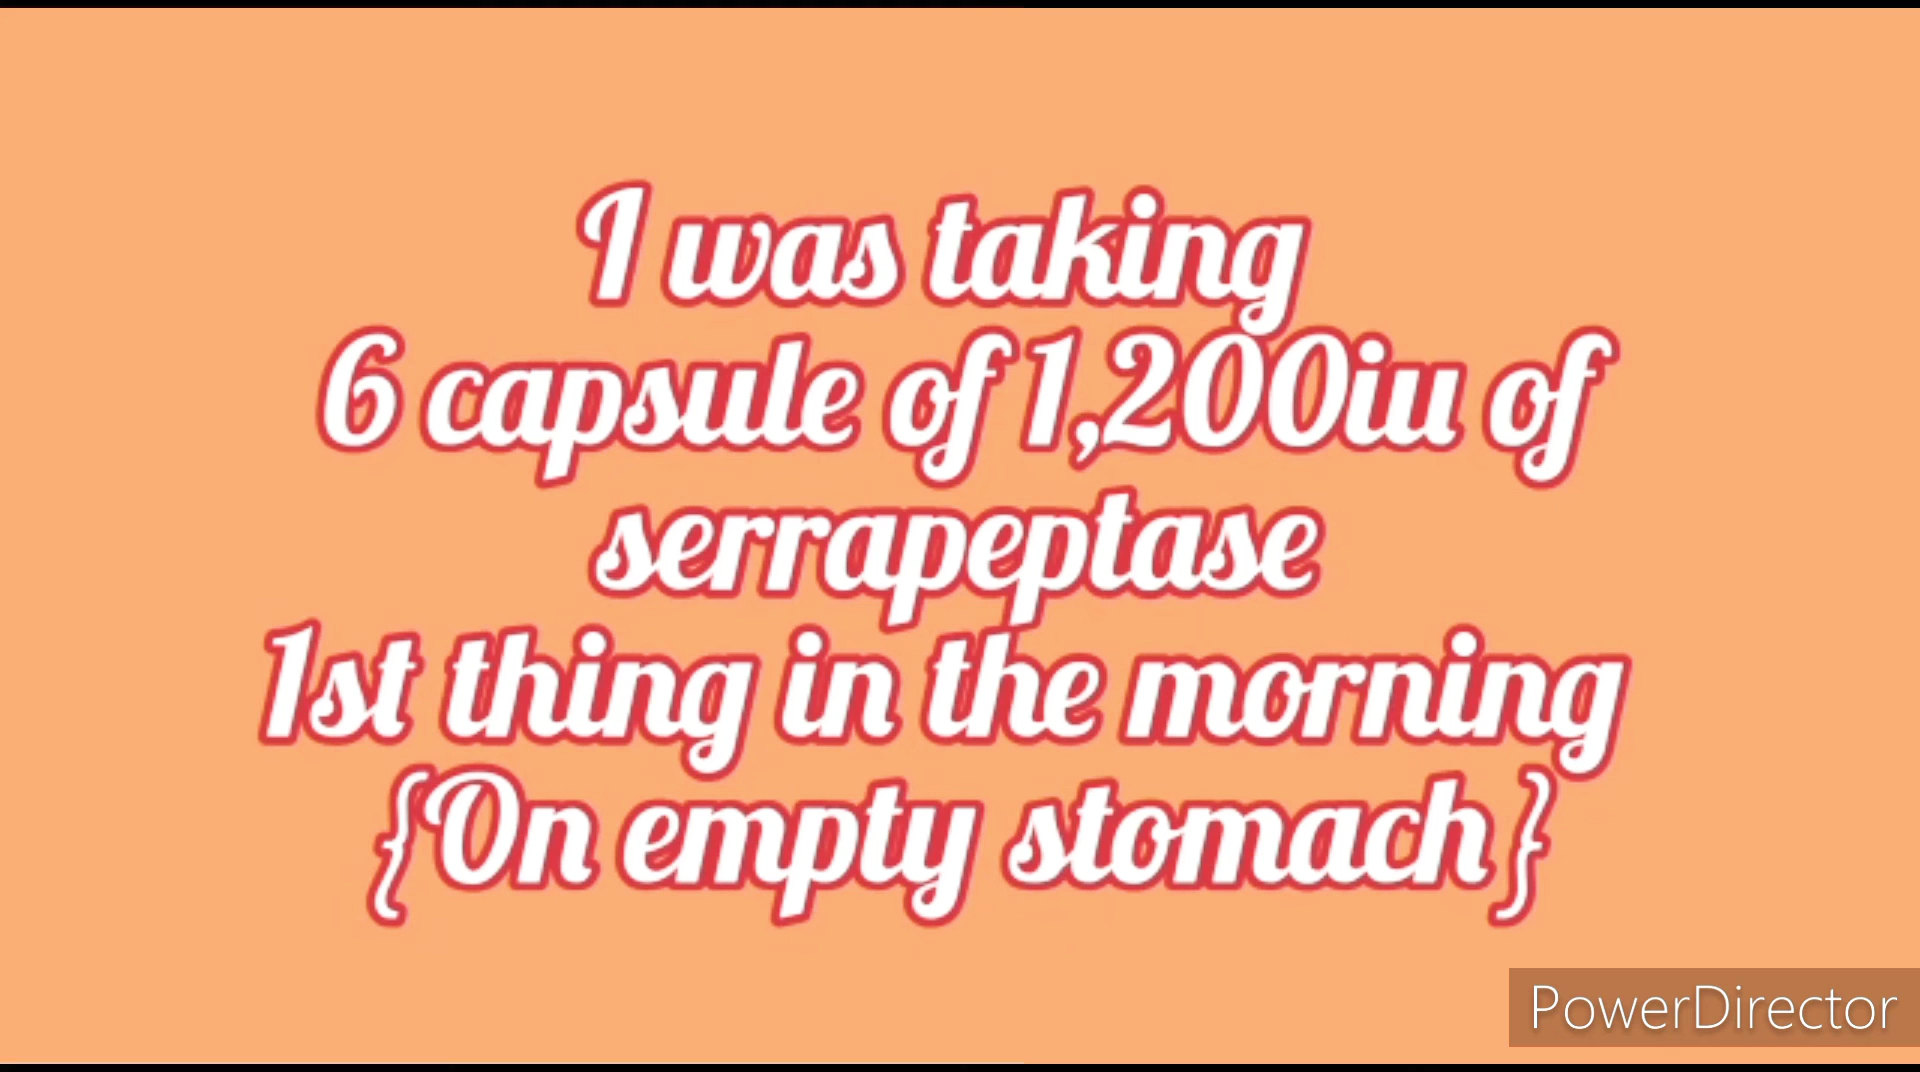 I was taking
6 capsule of 1,200iu of
serrapeptase
1st thing in the morning
{On empty stomach}
PowerDirector